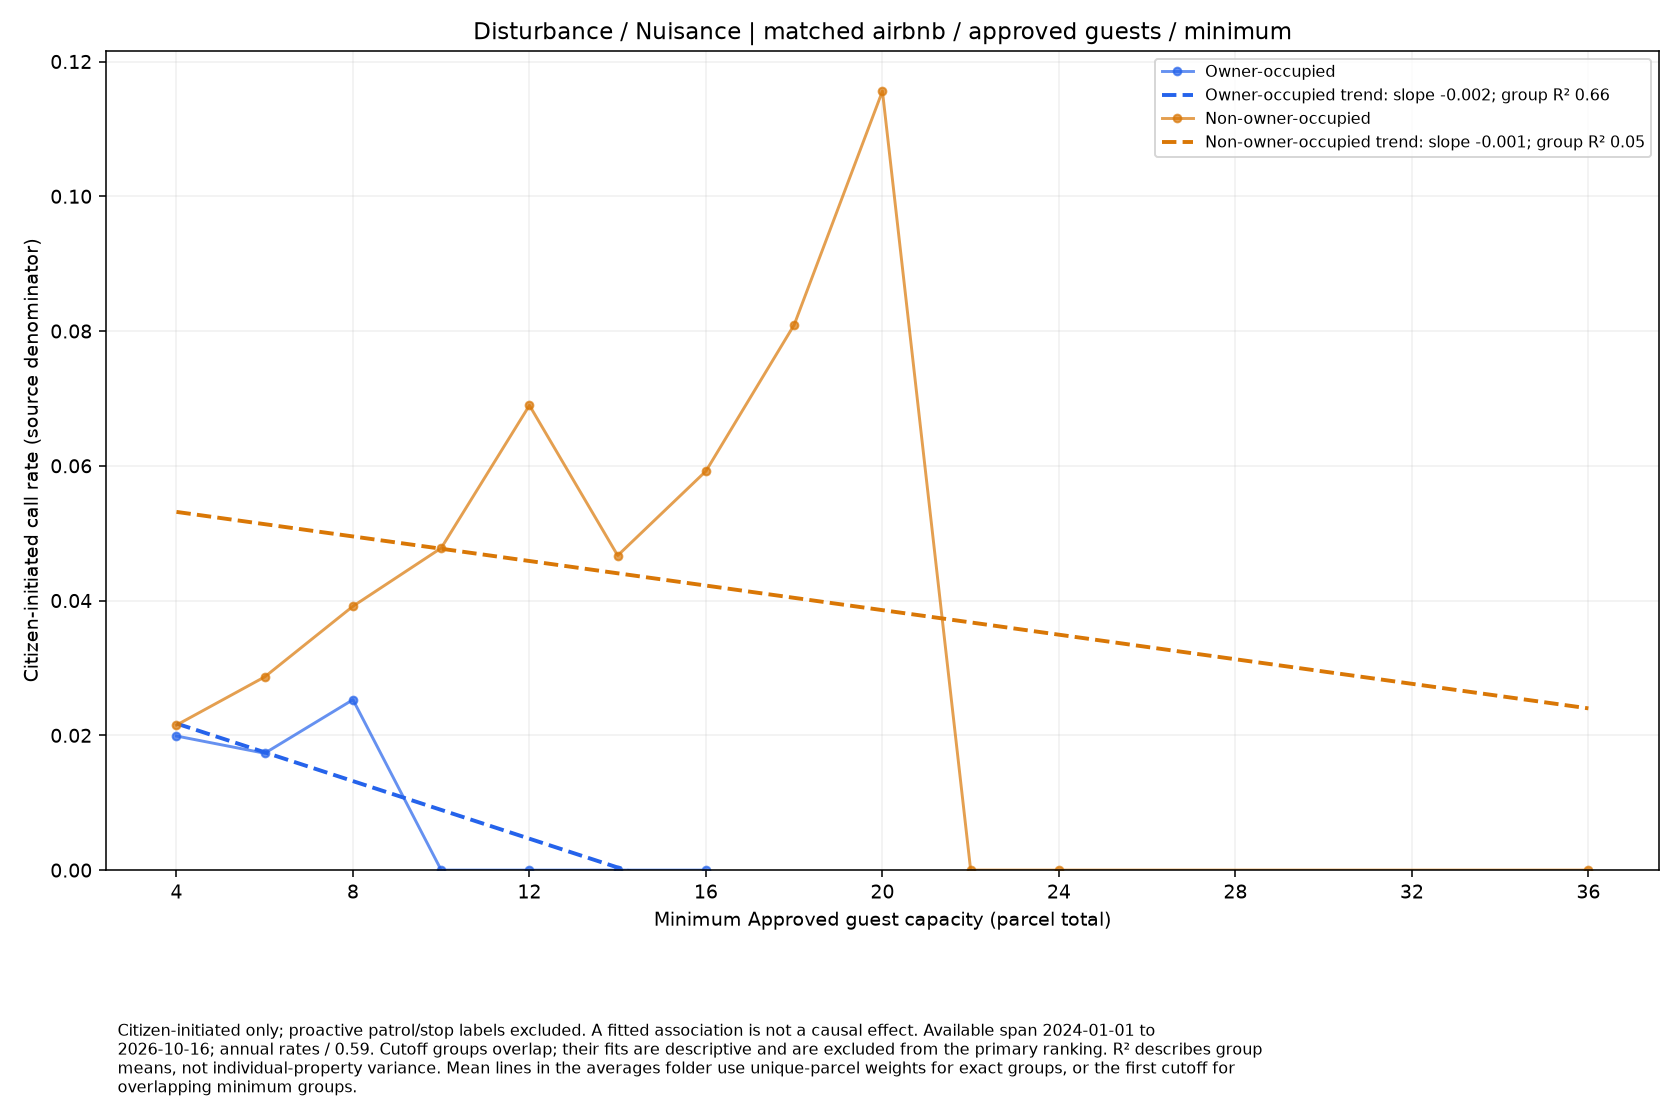 Disturbance / Nuisance | matched airbnb / approved guests / minimum
Owner-occupied
Owner-occupied trend: slope -0.002; group R² 0.66
Non-owner-occupied
Non-owner-occupied trend: slope -0.001; group R² 0.05
Citizen-initiated call rate (source denominator)
0.12
0.10
0.08
0.06
0.04
0.02
0.00
4 8 12 16 20 24 28 32 36
Minimum Approved guest capacity (parcel total)
Citizen-initiated only; proactive patrol/stop labels excluded. A fitted association is not a causal effect. Available span 2024-01-01 to
2026-10-16; annual rates / 0.59. Cutoff groups overlap; their fits are descriptive and are excluded from the primary ranking. R² describes group
means, not individual-property variance. Mean lines in the averages folder use unique-parcel weights for exact groups, or the first cutoff for
overlapping minimum groups.